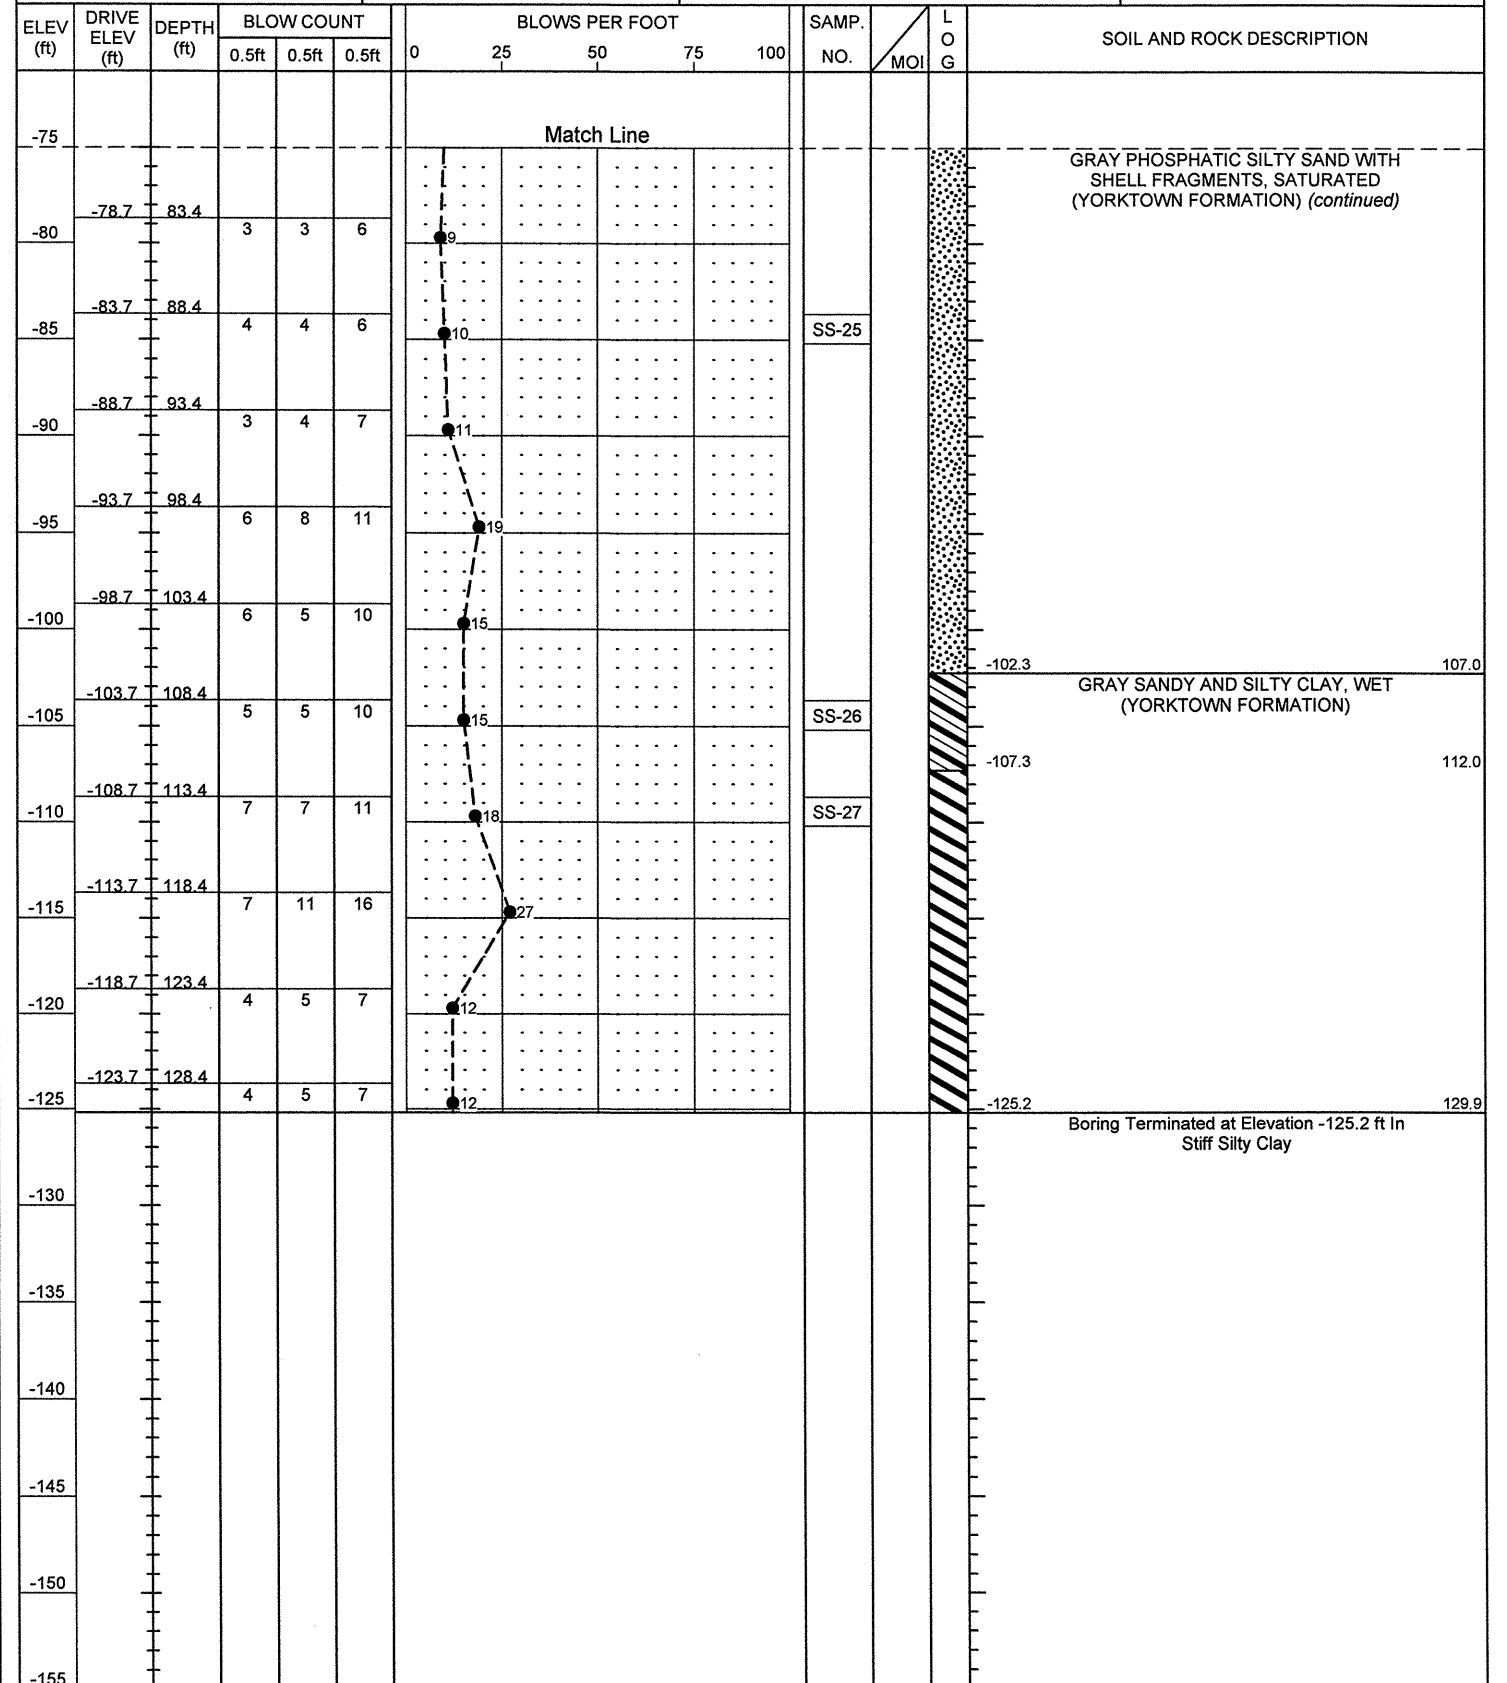 ELEV (ft) DRIVE ELEV (ft) DEPTH (ft) BLOW COUNT BLOWS PER FOOT SAMP. NO. MOI LOG SOIL AND ROCK DESCRIPTION
0.5ft 0.5ft 0.5ft 0 25 50 75 100
Match Line
-75
GRAY PHOSPHATIC SILTY SAND WITH
SHELL FRAGMENTS, SATURATED
(YORKTOWN FORMATION) (continued)
-78.7 83.4
3 3 6 9
-80
-83.7 88.4
4 4 6 10 SS-25
-85
-88.7 93.4
3 4 7 11
-90
-93.7 98.4
6 8 11 19
-95
-98.7 103.4
6 5 10 15
-100
-102.3 107.0
GRAY SANDY AND SILTY CLAY, WET
(YORKTOWN FORMATION)
-103.7 108.4
5 5 10 15 SS-26
-105
-107.3 112.0
-108.7 113.4
7 7 11 18 SS-27
-110
-113.7 118.4
7 11 16 27
-115
-118.7 123.4
4 5 7 12
-120
-123.7 128.4
4 5 7 12
-125
-125.2 129.9
Boring Terminated at Elevation -125.2 ft In
Stiff Silty Clay
-130
-135
-140
-145
-150
-155